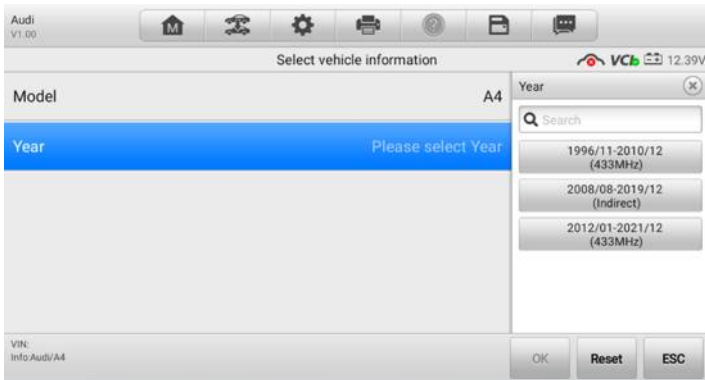 Audi
V1.00
M
Select vehicle information
VCI 12.39V
Model A4
Year Please select Year
Year
Search
1996/11-2010/12
(433MHz)
2008/08-2019/12
(Indirect)
2012/01-2021/12
(433MHz)
VIN:
Info:Audi/A4
OK Reset ESC